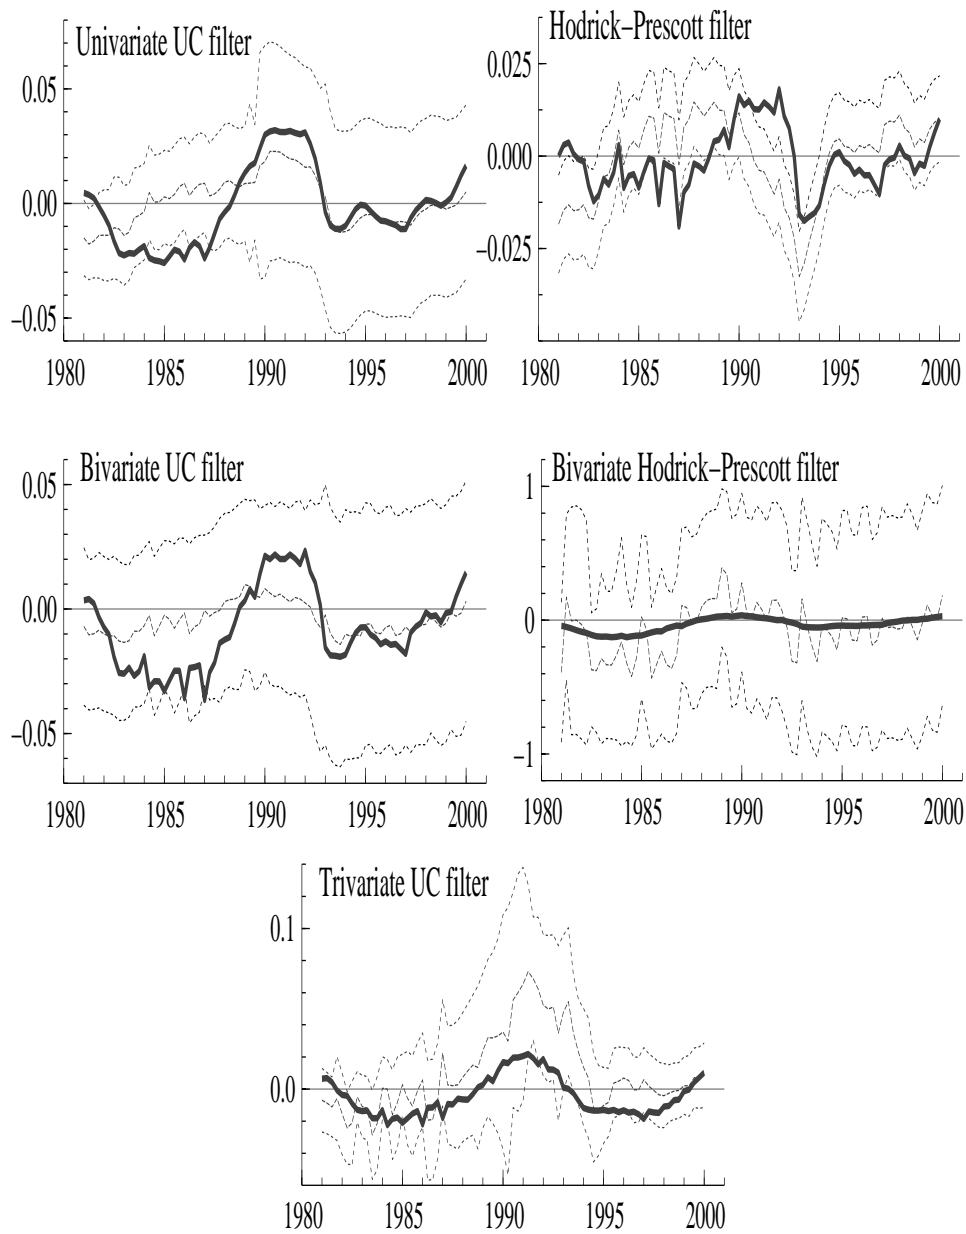 Univariate UC filter
0.05
0.00
−0.05
1980 1985 1990 1995 2000
Hodrick−Prescott filter
0.025
0.000
−0.025
1980 1985 1990 1995 2000
Bivariate UC filter
0.05
0.00
−0.05
1980 1985 1990 1995 2000
Bivariate Hodrick−Prescott filter
1
0
−1
1980 1985 1990 1995 2000
Trivariate UC filter
0.1
0.0
1980 1985 1990 1995 2000